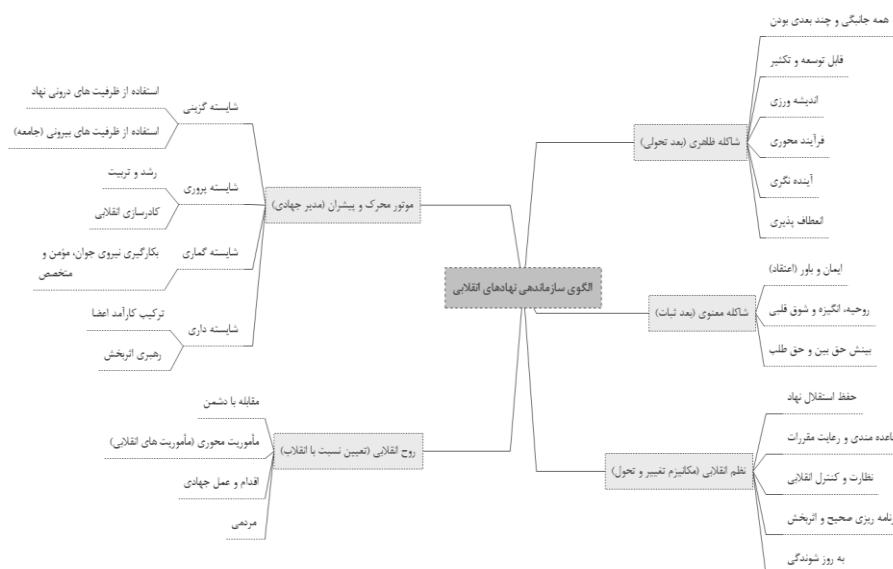 همه جانبگی و چند بعدی بودن
قابل توسعه و تکثیر
اندیشه ورزی
فرآیند محوری
آینده نگری
انعطاف پذیری
شاکله ظاهری (بعد تحولی)
ایمان و باور (اعتقاد)
روحیه، انگیزه و شوق قلبی
بینش حق بین و حق طلب
شاکله معنوی (بعد ثبات)
حفظ استقلال نهاد
مندی و رعایت مقررات
نظارت و کنترل انقلابی
ریزی صحیح و اثربخش
به روز شوندگی
نظم انقلابی (مکانیزم تغییر و تحول)
الگوی سازماندهی نهادهای انقلابی
موتور محرک و پیشران (مدیر جهادی)
شایسته گزینی
استفاده از ظرفیت های درونی نهاد
استفاده از ظرفیت های بیرونی (جامعه)
شایسته پروری
رشد و تربیت
کادرسازی انقلابی
شایسته گماری
بکارگیری نیروی جوان، مؤمن و
متخصص
شایسته داری
ترکیب کارآمد اعضا
رهبری اثربخش
روح انقلابی (تعیین نسبت با انقلاب)
مقابله با دشمن
مأموریت محوری (مأموریت های انقلابی)
اقدام و عمل جهادی
مردمی